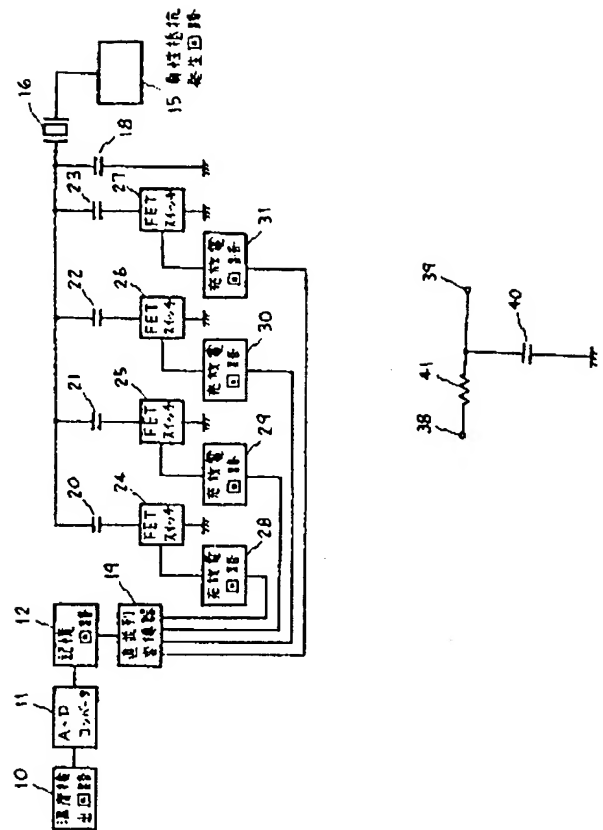 10
温度検
出回路
11
A-D
コンバータ
12
記憶
回路
19
直並列
変換器
20
21
22
23
18
16
15 負性抵抗
発生回路
24
FET
スイッチ
25
FET
スイッチ
26
FET
スイッチ
27
FET
スイッチ
28
充放電
回路
29
充放電
回路
30
充放電
回路
31
充放電
回路
38
41
39
40